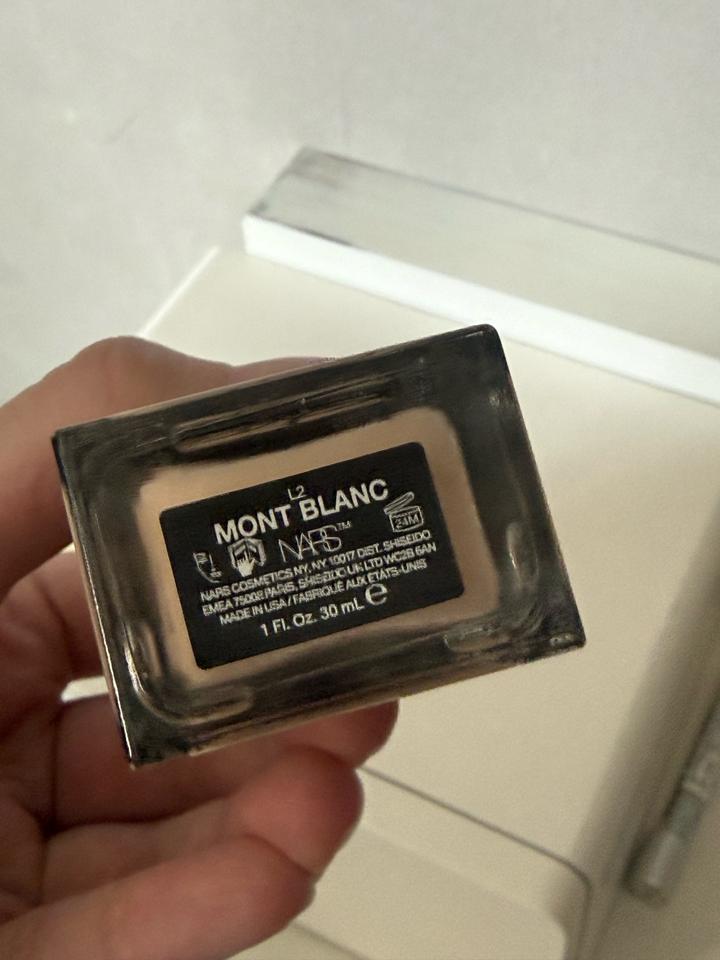 L2
MONT BLANC
24M
NARS™
NARS COSMETICS NY, NY 10017 DIST. SHISEIDO
EMEA 75008 PARIS, SHISEIDO UK LTD WC2B 6AN
MADE IN USA / FABRIQUÉ AUX ÉTATS-UNIS
1 Fl. Oz. 30 mL ℮